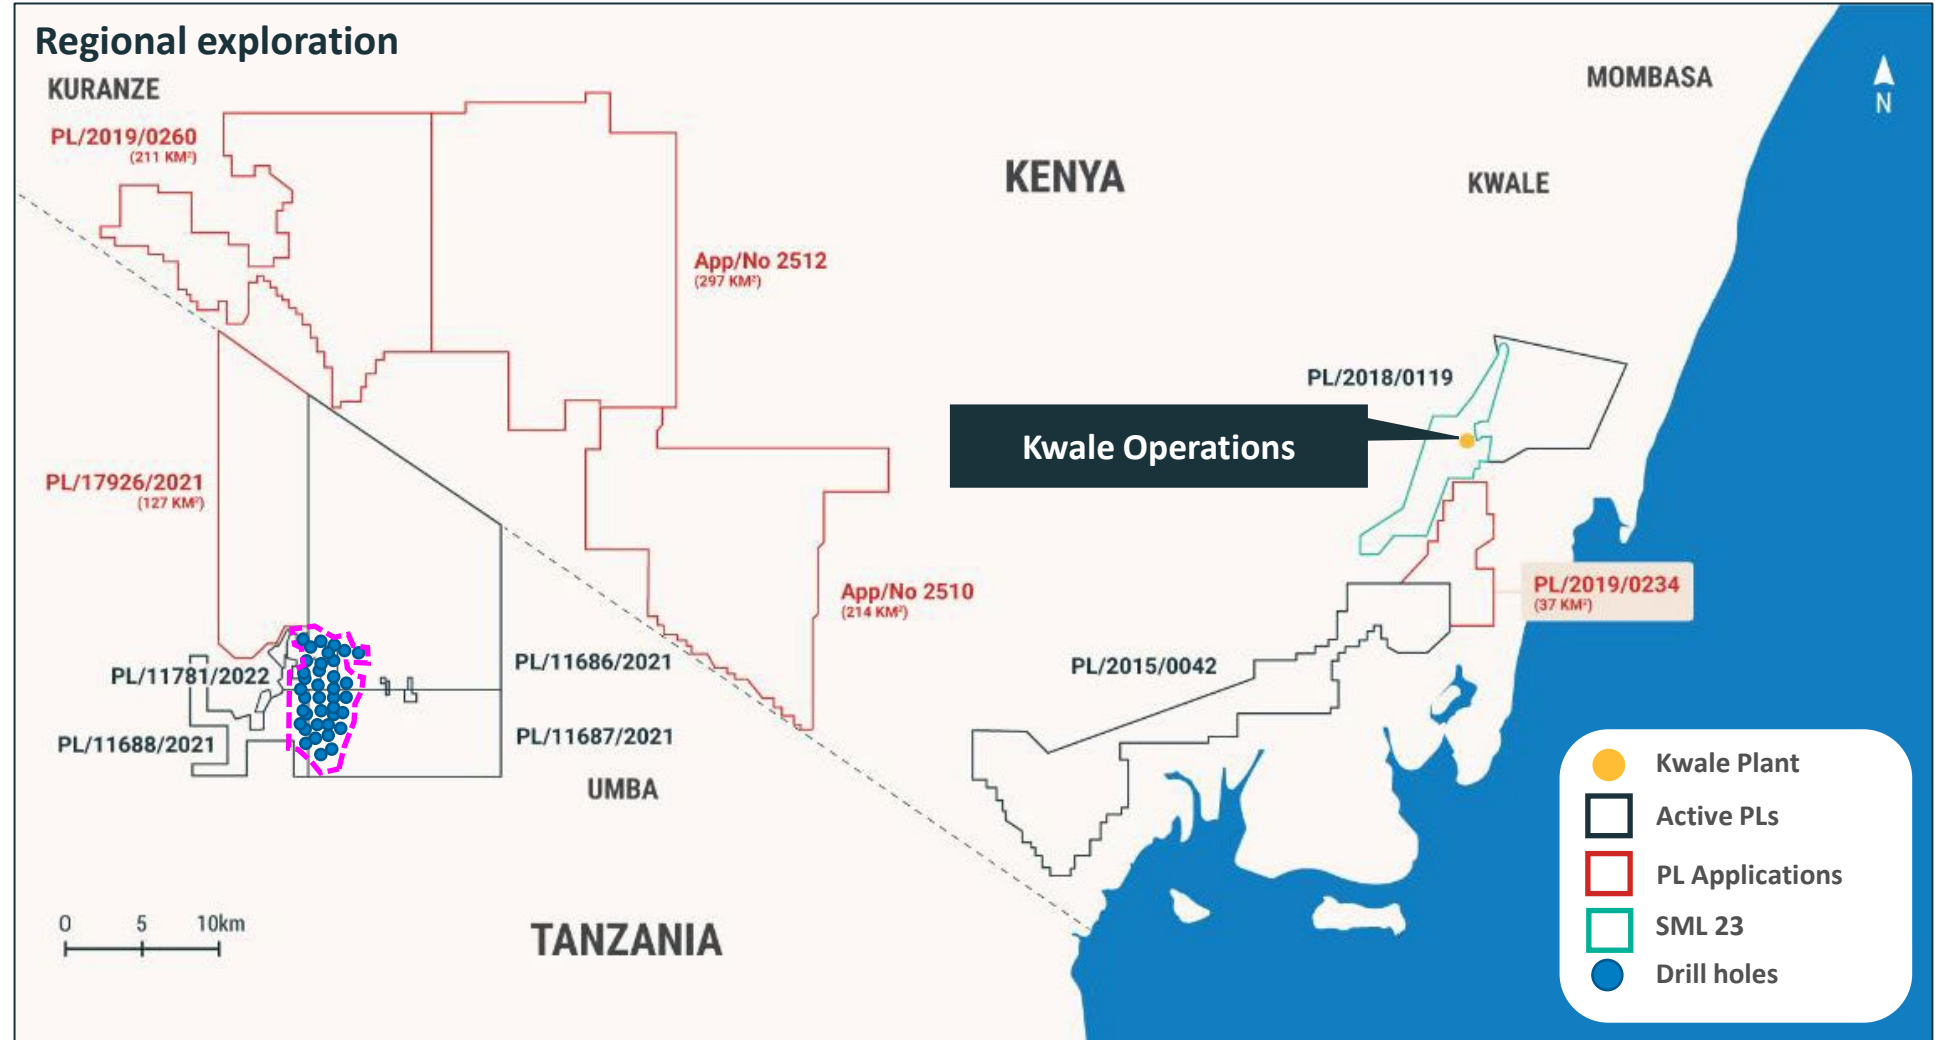 Regional exploration
KURANZE
PL/2019/0260
(211 KM²)
MOMBASA
N
KENYA
KWALE
App/No 2512
(297 KM²)
PL/2018/0119
Kwale Operations
PL/17926/2021
(127 KM²)
App/No 2510
(214 KM²)
PL/2019/0234
(37 KM²)
PL/11781/2022
PL/11686/2021
PL/2015/0042
PL/11688/2021
PL/11687/2021
UMBA
0 5 10km
TANZANIA
Kwale Plant
Active PLs
PL Applications
SML 23
Drill holes